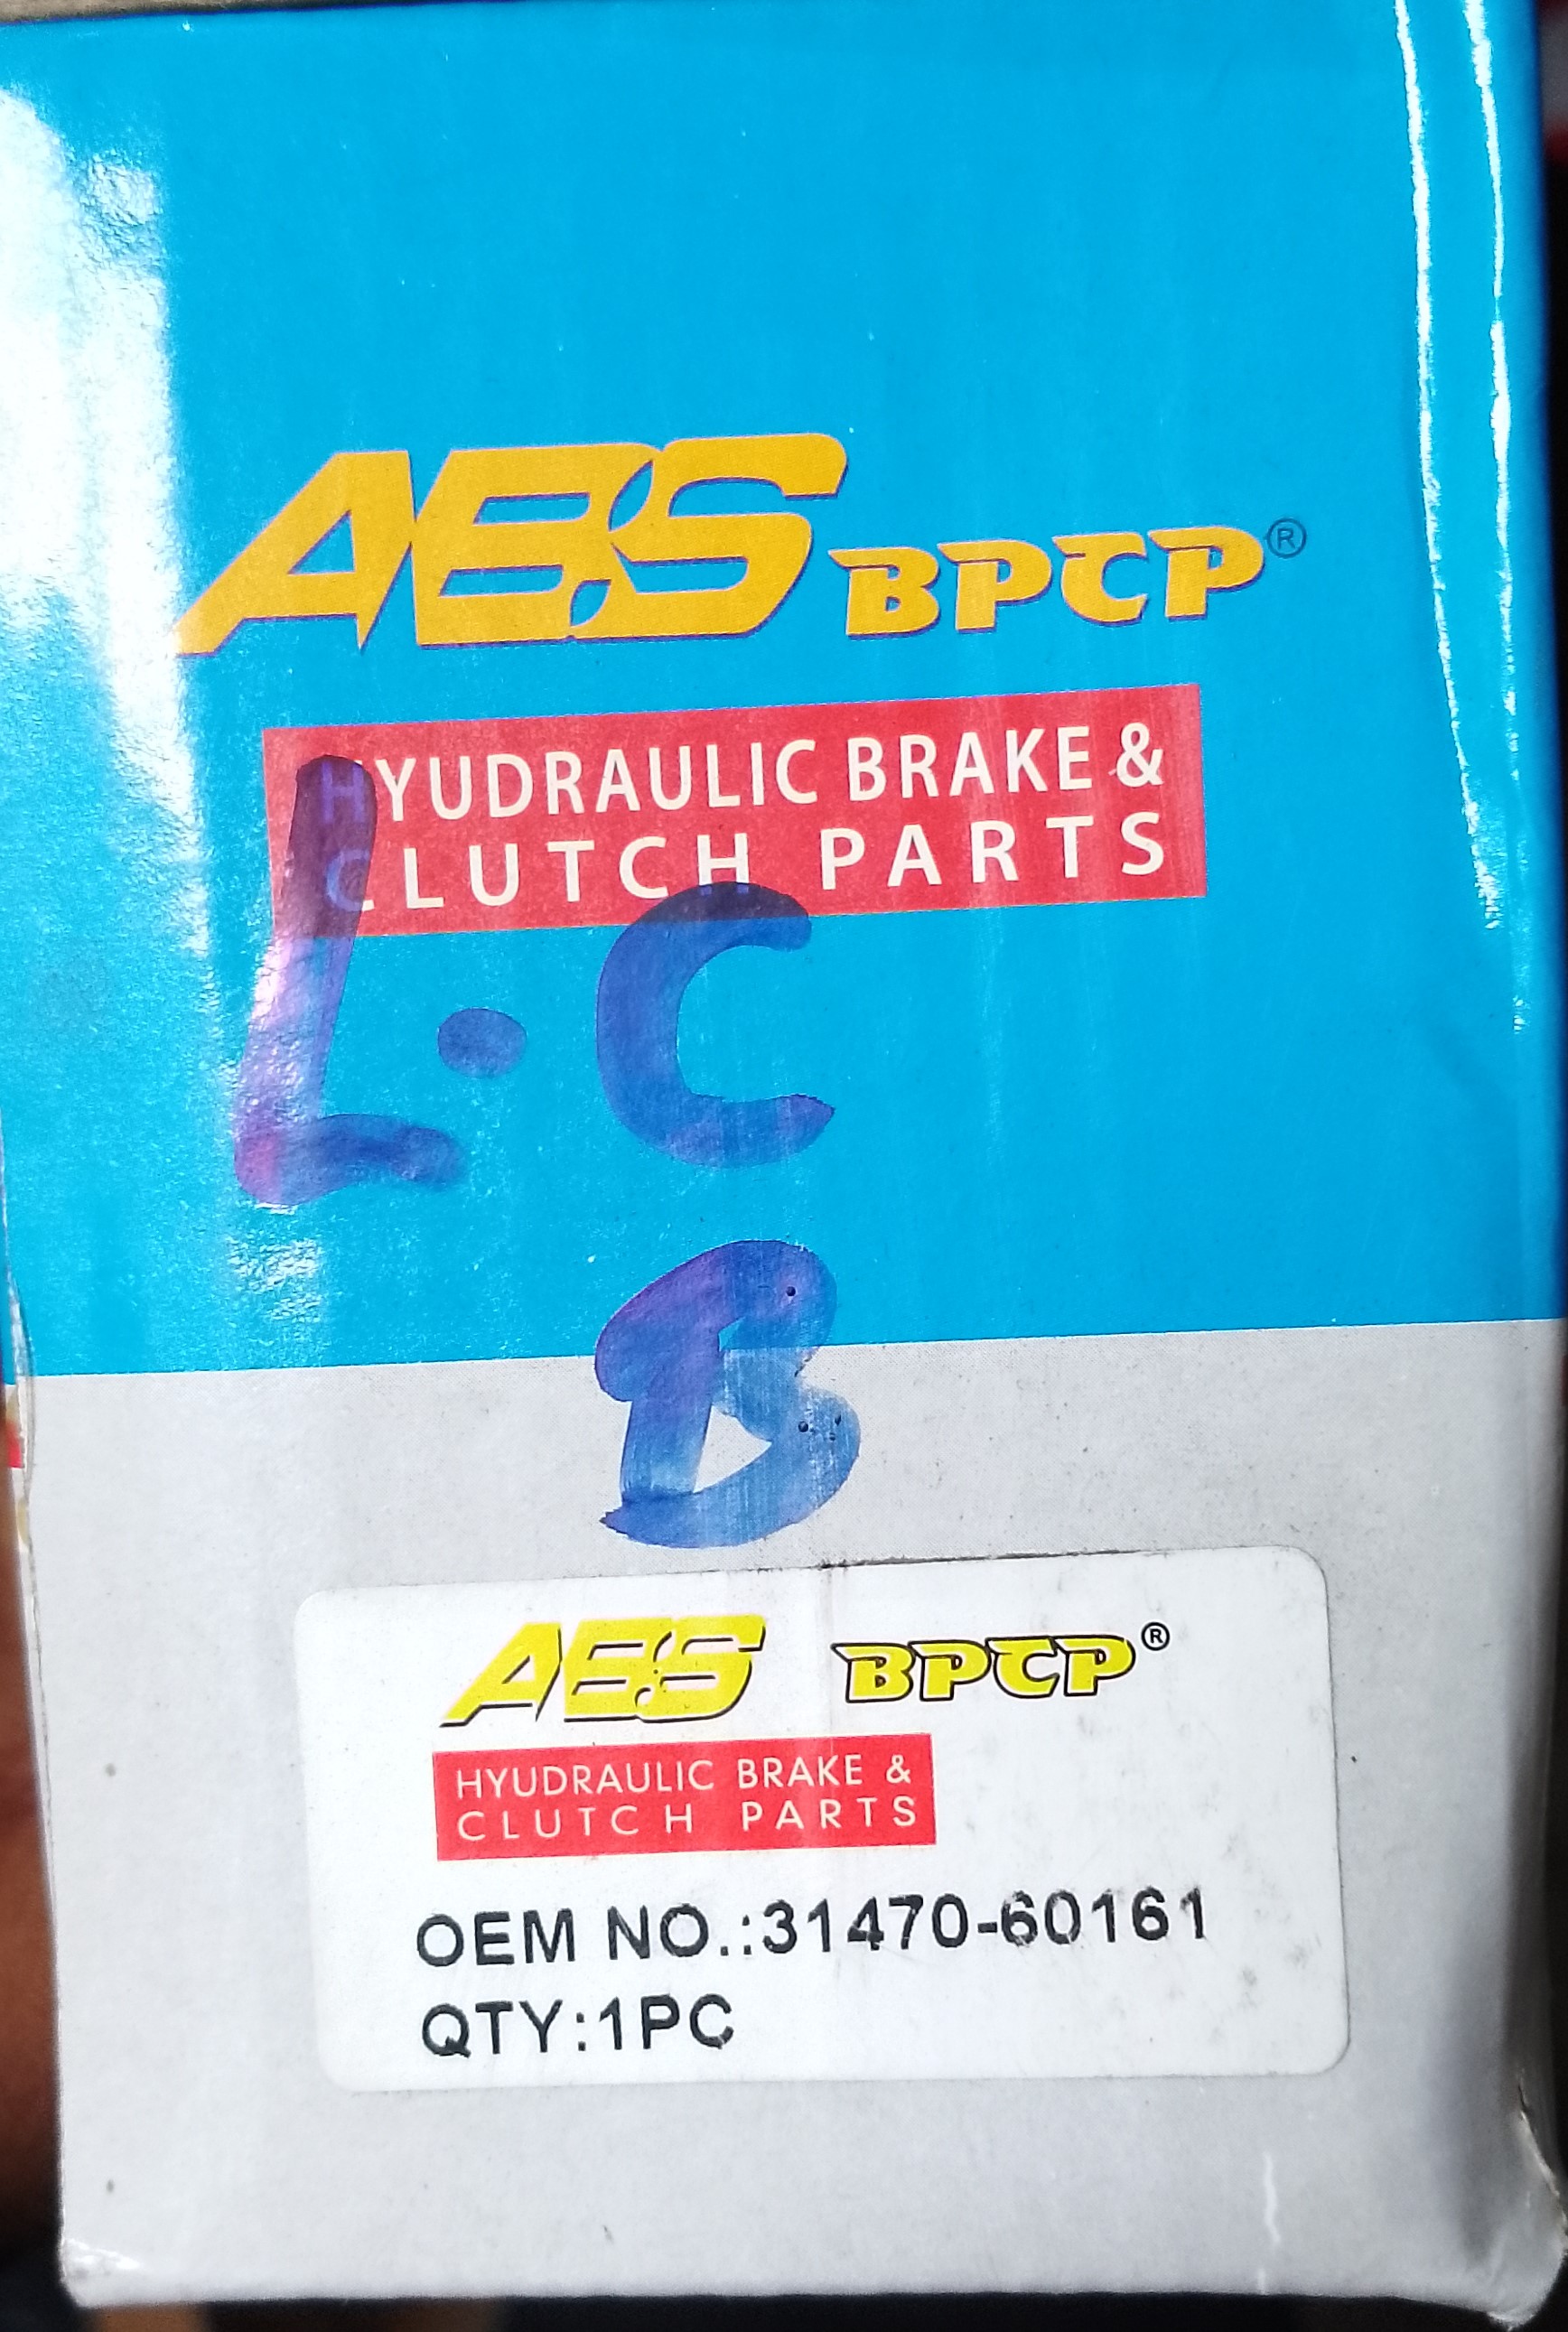 ABS BPCP®
HYUDRAULIC BRAKE &
CLUTCH PARTS
L.C
B
ABS BPCP®
HYUDRAULIC BRAKE &
CLUTCH PARTS
OEM NO.:31470-60161
QTY:1PC